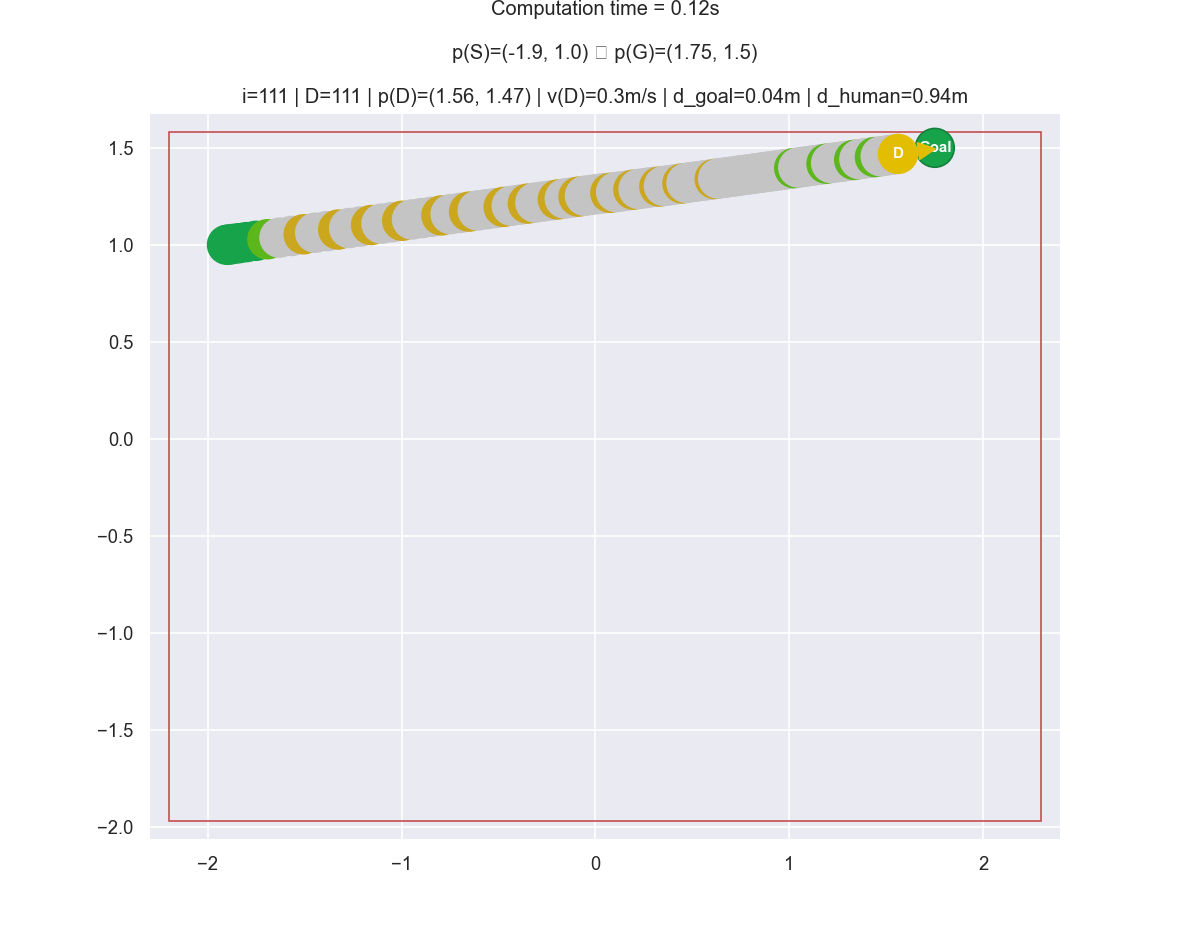 Computation time = 0.12s
p(S)=(-1.9, 1.0) □ p(G)=(1.75, 1.5)
i=111 | D=111 | p(D)=(1.56, 1.47) | v(D)=0.3m/s | d_goal=0.04m | d_human=0.94m
1.5
D
Goal
1.0
0.5
0.0
−0.5
−1.0
−1.5
−2.0
−2 −1 0 1 2